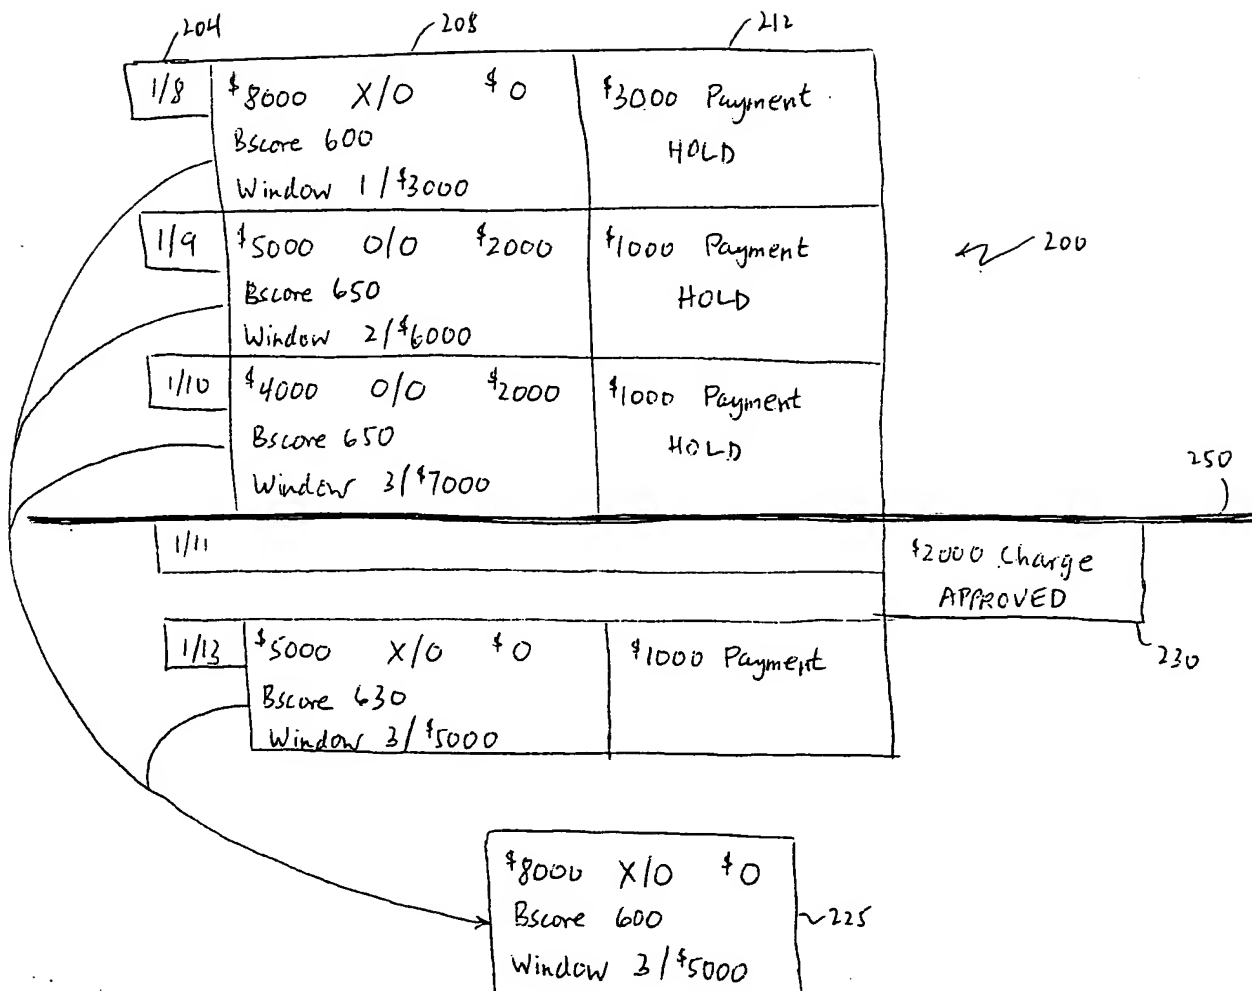 204 208 212
1/8 $8000 X/0 $0 $3000 Payment
Bscore 600 HOLD
Window 1/$3000
1/9 $5000 0/0 $2000 $1000 Payment
200
Bscore 650 HOLD
Window 2/$6000
1/10 $4000 0/0 $2000 $1000 Payment
Bscore 650 HOLD
Window 3/$7000
250
1/11 $2000 Charge
APPROVED
1/13 $5000 X/0 $0 $1000 Payment
230
Bscore 630
Window 3/$5000
$8000 X/0 $0
Bscore 600
225
Window 3/$5000